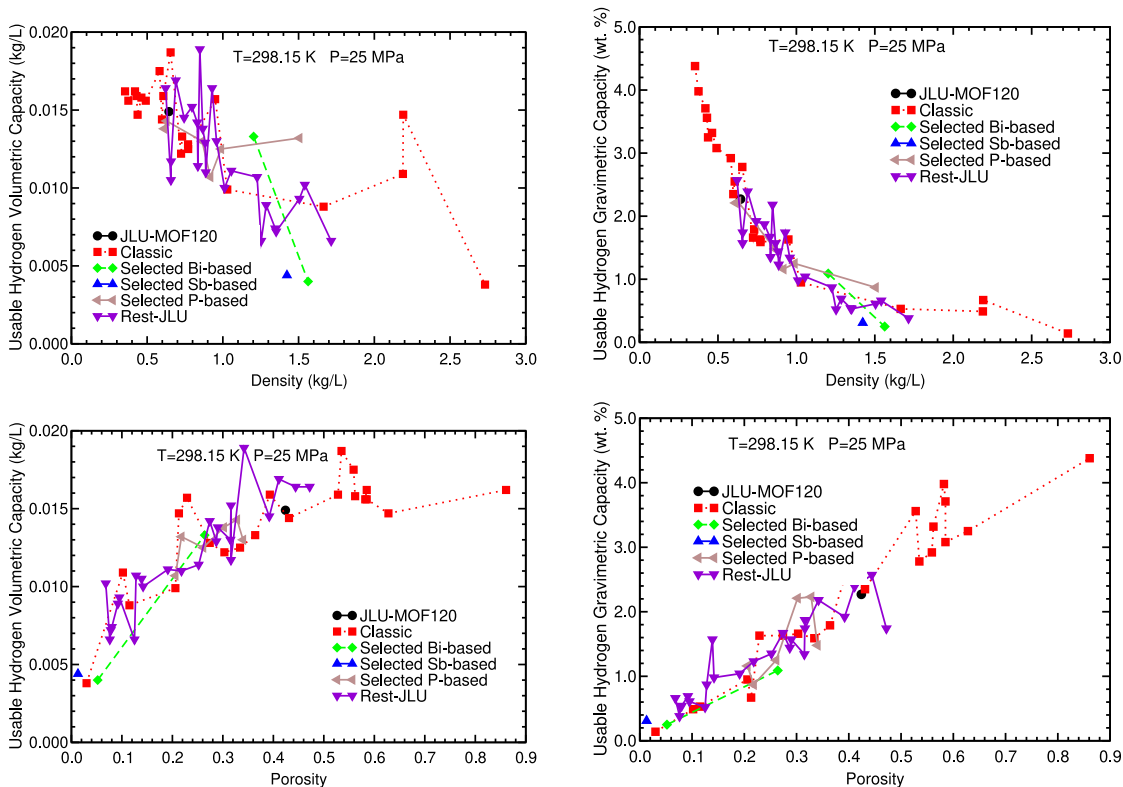 Usable Hydrogen Volumetric Capacity (kg/L)
0.020
0.015
0.010
0.005
0.000
T=298.15 K P=25 MPa
JLU-MOF120
Classic
Selected Bi-based
Selected Sb-based
Selected P-based
Rest-JLU
0.0 0.5 1.0 1.5 2.0 2.5 3.0
Density (kg/L)
Usable Hydrogen Gravimetric Capacity (wt. %)
5.0
4.0
3.0
2.0
1.0
0.0
T=298.15 K P=25 MPa
JLU-MOF120
Classic
Selected Bi-based
Selected Sb-based
Selected P-based
Rest-JLU
0.0 0.5 1.0 1.5 2.0 2.5 3.0
Density (kg/L)
Usable Hydrogen Volumetric Capacity (kg/L)
0.020
0.015
0.010
0.005
0.000
T=298.15 K P=25 MPa
JLU-MOF120
Classic
Selected Bi-based
Selected Sb-based
Selected P-based
Rest-JLU
0.0 0.1 0.2 0.3 0.4 0.5 0.6 0.7 0.8 0.9
Porosity
Usable Hydrogen Gravimetric Capacity (wt. %)
5.0
4.0
3.0
2.0
1.0
0.0
T=298.15 K P=25 MPa
JLU-MOF120
Classic
Selected Bi-based
Selected Sb-based
Selected P-based
Rest-JLU
0.0 0.1 0.2 0.3 0.4 0.5 0.6 0.7 0.8 0.9
Porosity